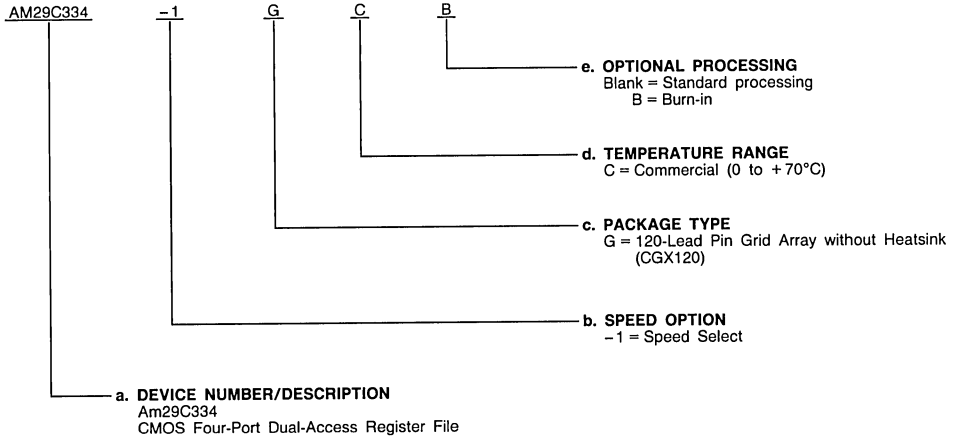 AM29C334 −1 G C B
e. OPTIONAL PROCESSING
Blank = Standard processing
B = Burn-in
d. TEMPERATURE RANGE
C = Commercial (0 to +70°C)
c. PACKAGE TYPE
G = 120-Lead Pin Grid Array without Heatsink
(CGX120)
b. SPEED OPTION
−1 = Speed Select
a. DEVICE NUMBER/DESCRIPTION
Am29C334
CMOS Four-Port Dual-Access Register File